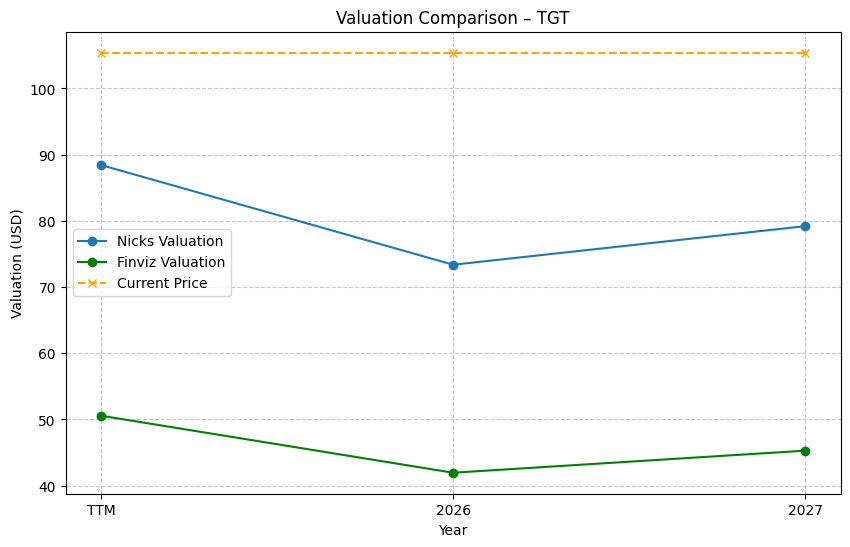 Valuation Comparison – TGT
Valuation (USD)
100
90
80
70
60
50
40
Nicks Valuation
Finviz Valuation
Current Price
TTM
2026
2027
Year